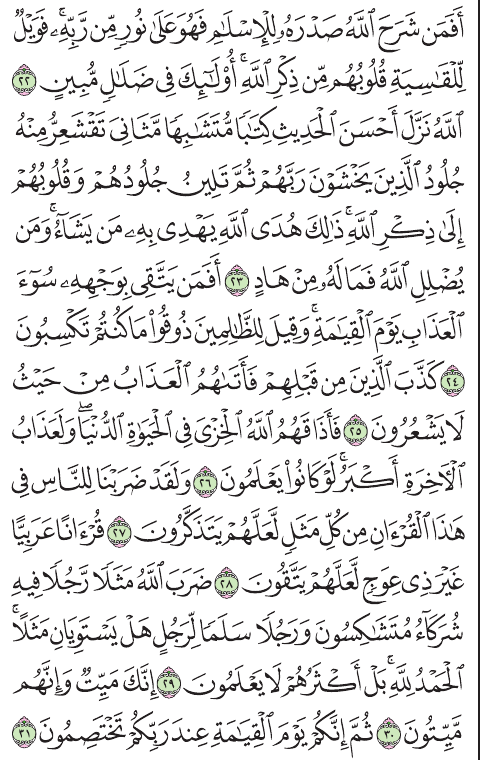 أَفَمَن شَرَحَ ٱللَّهُ صَدۡرَهُۥ لِلۡإِسۡلَٰمِ فَهُوَ عَلَىٰ نُورٖ مِّن رَّبِّهِۦۚ فَوَيۡلٞ
لِّلۡقَٰسِيَةِ قُلُوبُهُم مِّن ذِكۡرِ ٱللَّهِۚ أُوْلَٰٓئِكَ فِي ضَلَٰلٖ مُّبِينٍ ٢٢
ٱللَّهُ نَزَّلَ أَحۡسَنَ ٱلۡحَدِيثِ كِتَٰبٗا مُّتَشَٰبِهٗا مَّثَانِيَ تَقۡشَعِرُّ مِنۡهُ
جُلُودُ ٱلَّذِينَ يَخۡشَوۡنَ رَبَّهُمۡ ثُمَّ تَلِينُ جُلُودُهُمۡ وَقُلُوبُهُمۡ
إِلَىٰ ذِكۡرِ ٱللَّهِۚ ذَٰلِكَ هُدَى ٱللَّهِ يَهۡدِي بِهِۦ مَن يَشَآءُۚ وَمَن
يُضۡلِلِ ٱللَّهُ فَمَا لَهُۥ مِنۡ هَادٍ ٢٣ أَفَمَن يَتَّقِي بِوَجۡهِهِۦ سُوٓءَ
ٱلۡعَذَابِ يَوۡمَ ٱلۡقِيَٰمَةِۚ وَقِيلَ لِلظَّٰلِمِينَ ذُوقُواْ مَا كُنتُمۡ تَكۡسِبُونَ
٢٤ كَذَّبَ ٱلَّذِينَ مِن قَبۡلِهِمۡ فَأَتَىٰهُمُ ٱلۡعَذَابُ مِنۡ حَيۡثُ
لَا يَشۡعُرُونَ ٢٥ فَأَذَاقَهُمُ ٱللَّهُ ٱلۡخِزۡيَ فِي ٱلۡحَيَوٰةِ ٱلدُّنۡيَاۖ وَلَعَذَابُ
ٱلۡأٓخِرَةِ أَكۡبَرُۚ لَوۡ كَانُواْ يَعۡلَمُونَ ٢٦ وَلَقَدۡ ضَرَبۡنَا لِلنَّاسِ فِي
هَٰذَا ٱلۡقُرۡءَانِ مِن كُلِّ مَثَلٖ لَّعَلَّهُمۡ يَتَذَكَّرُونَ ٢٧ قُرۡءَانًا عَرَبِيًّا
غَيۡرَ ذِي عِوَجٖ لَّعَلَّهُمۡ يَتَّقُونَ ٢٨ ضَرَبَ ٱللَّهُ مَثَلٗا رَّجُلٗا فِيهِ
شُرَكَآءُ مُتَشَٰكِسُونَ وَرَجُلٗا سَلَمٗا لِّرَجُلٍ هَلۡ يَسۡتَوِيَانِ مَثَلًاۚ
ٱلۡحَمۡدُ لِلَّهِۚ بَلۡ أَكۡثَرُهُمۡ لَا يَعۡلَمُونَ ٢٩ إِنَّكَ مَيِّتٞ وَإِنَّهُم
مَّيِّتُونَ ٣٠ ثُمَّ إِنَّكُمۡ يَوۡمَ ٱلۡقِيَٰمَةِ عِندَ رَبِّكُمۡ تَخۡتَصِمُونَ ٣١